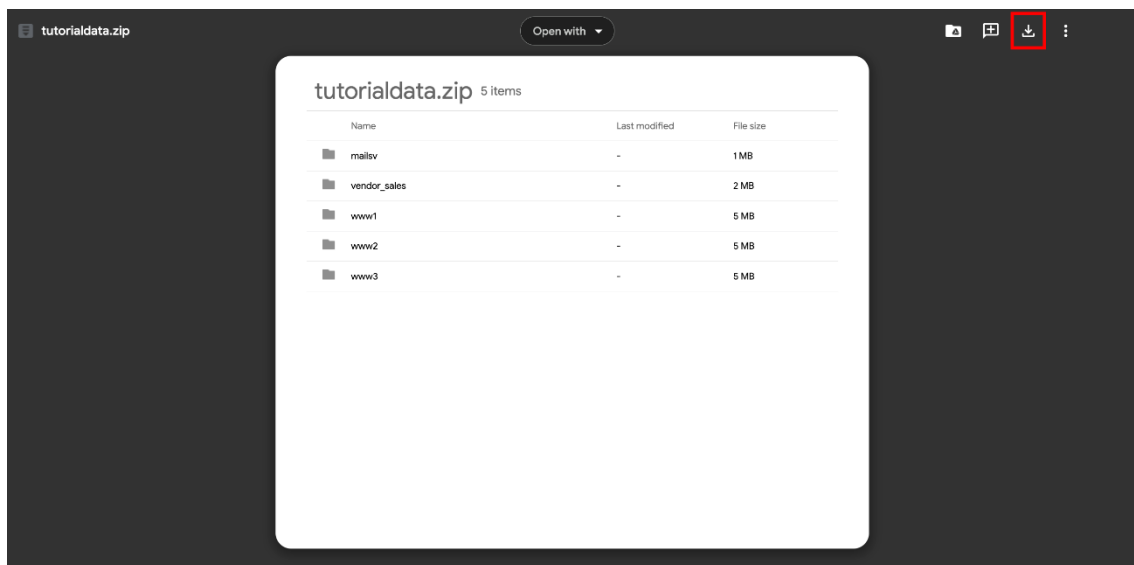 tutorialdata.zip
Open with
tutorialdata.zip 5 items
Name Last modified File size
mailsv - 1 MB
vendor_sales - 2 MB
www1 - 5 MB
www2 - 5 MB
www3 - 5 MB